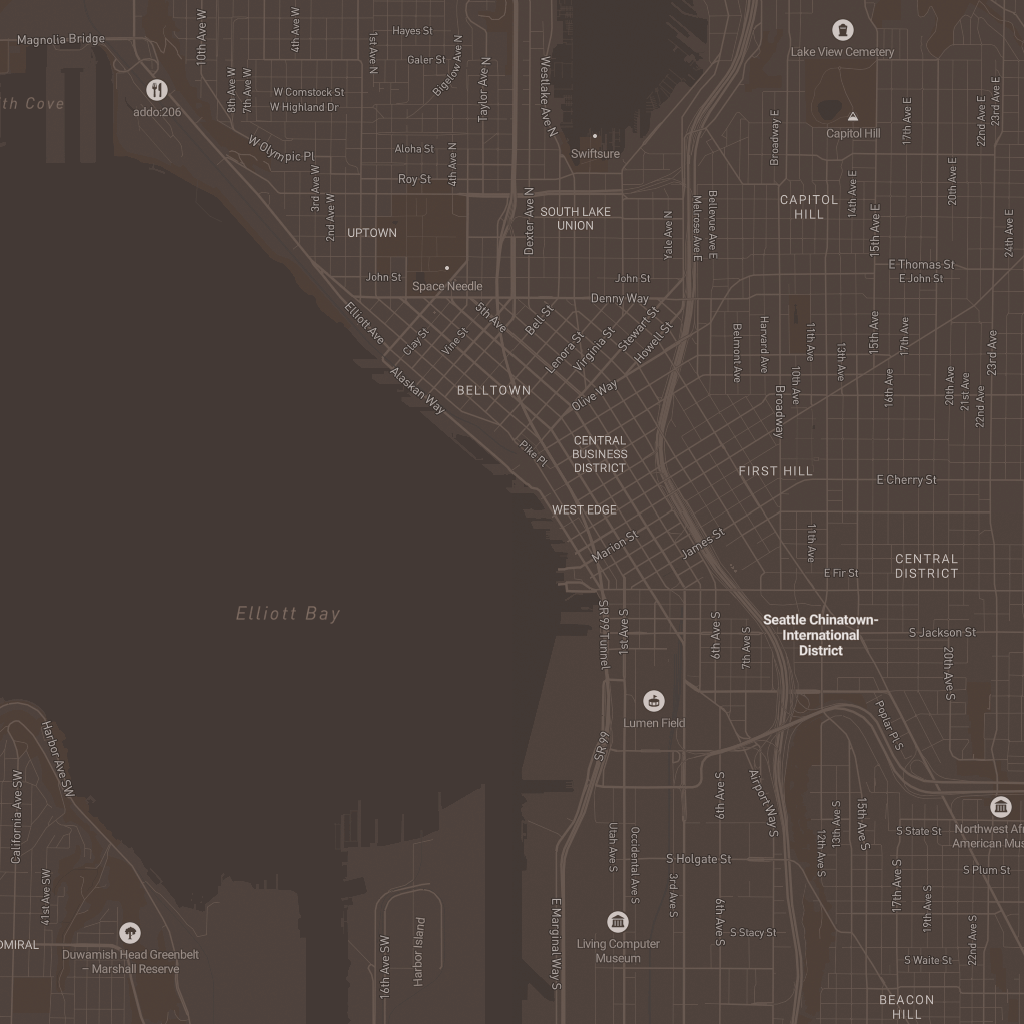 Magnolia Bridge
10th Ave W
4th Ave W
1st Ave N
Hayes St
Galer St
Bigelow Ave N
Taylor Ave N
Westlake Ave N
Lake View Cemetery
th Cove
addo:206
8th Ave W
7th Ave W
W Comstock St
W Highland Dr
W Olympic Pl
Aloha St
4th Ave N
Roy St
Swiftsure
Broadway E
Capitol Hill
17th Ave E
22nd Ave E
23rd Ave E
3rd Ave W
2nd Ave W
UPTOWN
Dexter Ave N
SOUTH LAKE
UNION
Yale Ave N
Melrose Ave E
Bellevue Ave E
CAPITOL
HILL
14th Ave E
15th Ave E
20th Ave E
24th Ave E
E Thomas St
E John St
John St
Space Needle
John St
Denny Way
Elliott Ave
Clay St
Vine St
5th Ave
Bell St
Lenora St
Virginia St
Stewart St
Howell St
Belmont Ave
Harvard Ave
11th Ave
10th Ave
13th Ave
15th Ave
17th Ave
16th Ave
20th Ave
21st Ave
22nd Ave
23rd Ave
Alaskan Way
BELLTOWN
Olive Way
Broadway
Pike Pl
CENTRAL
BUSINESS
DISTRICT
FIRST HILL
E Cherry St
WEST EDGE
Marion St
James St
11th Ave
E Fir St
CENTRAL
DISTRICT
Elliott Bay
SR 99 Tunnel
1st Ave S
6th Ave S
7th Ave S
Seattle Chinatown-
International
District
S Jackson St
20th Ave S
Lumen Field
Poplar Pl S
SR 99
Harbor Ave SW
California Ave SW
4th Ave S
Airport Way S
Northwest Afr
American Mus
Utah Ave S
Occidental Ave S
12th Ave S
13th Ave S
15th Ave S
S State St
S Holgate St
3rd Ave S
S Plum St
41st Ave SW
17th Ave S
19th Ave S
DMIRAL
Duwamish Head Greenbelt
– Marshall Reserve
16th Ave SW
Harbor Island
E Marginal Way S
Living Computer
Museum
6th Ave S
S Stacy St
22nd Ave S
S Waite St
BEACON
HILL